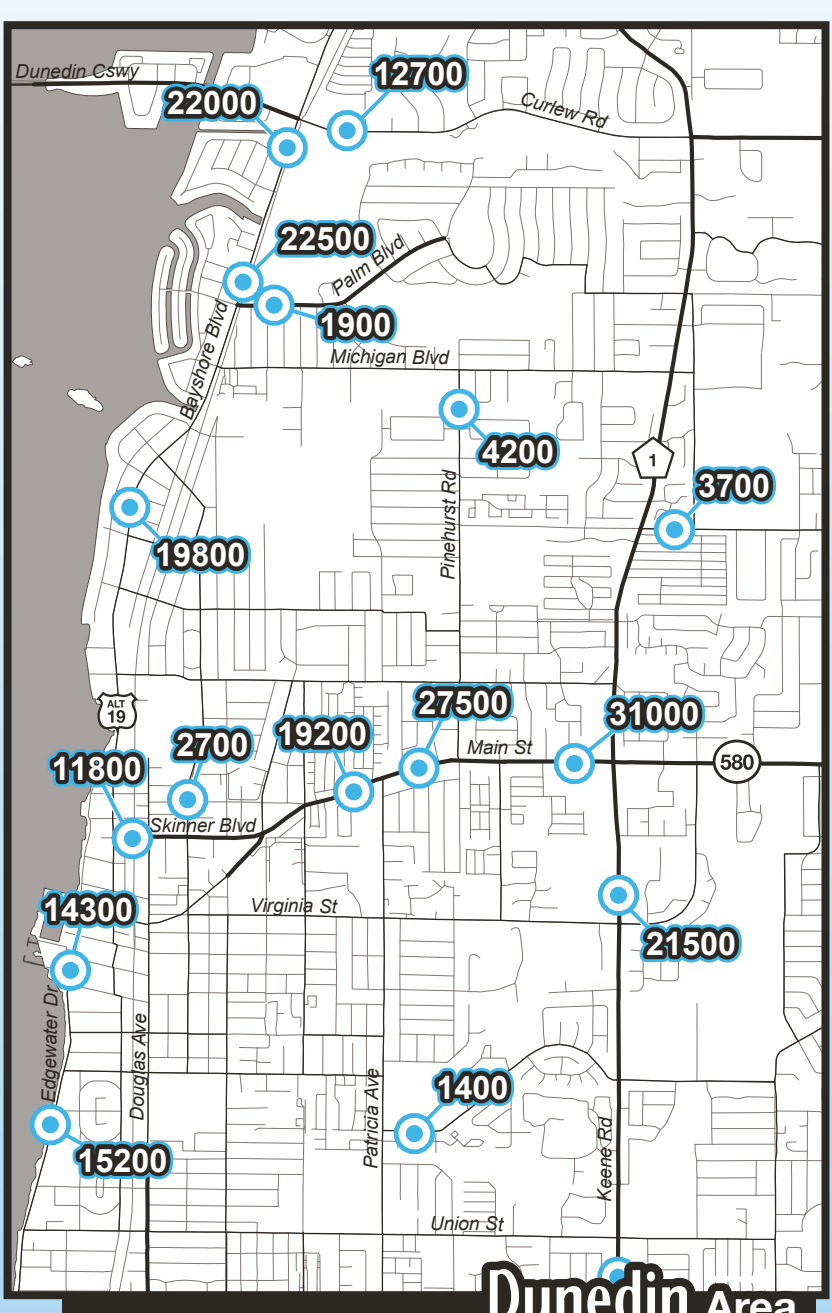 Dunedin Cswy
12700
22000
Curlew Rd
22500
Palm Blvd
1900
Bayshore Blvd
Michigan Blvd
4200
1
3700
Pinehurst Rd
19800
ALT
19
27500
31000
19200
2700
Main St
580
11800
Skinner Blvd
14300
Virginia St
21500
Edgewater Dr
Douglas Ave
1400
Patricia Ave
Keene Rd
15200
Union St
Dunedin Area